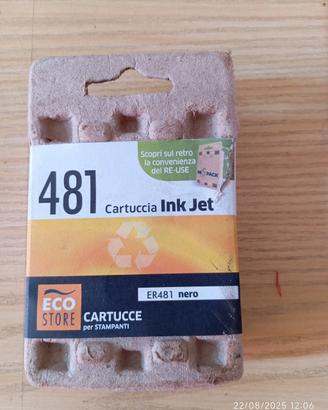 Scopri sul retro
la convenienza
del RE-USE
RE PACK
481 Cartuccia Ink Jet
ER481 nero
ECO
STORE
CARTUCCE
per STAMPANTI
22/08/2025 12:06